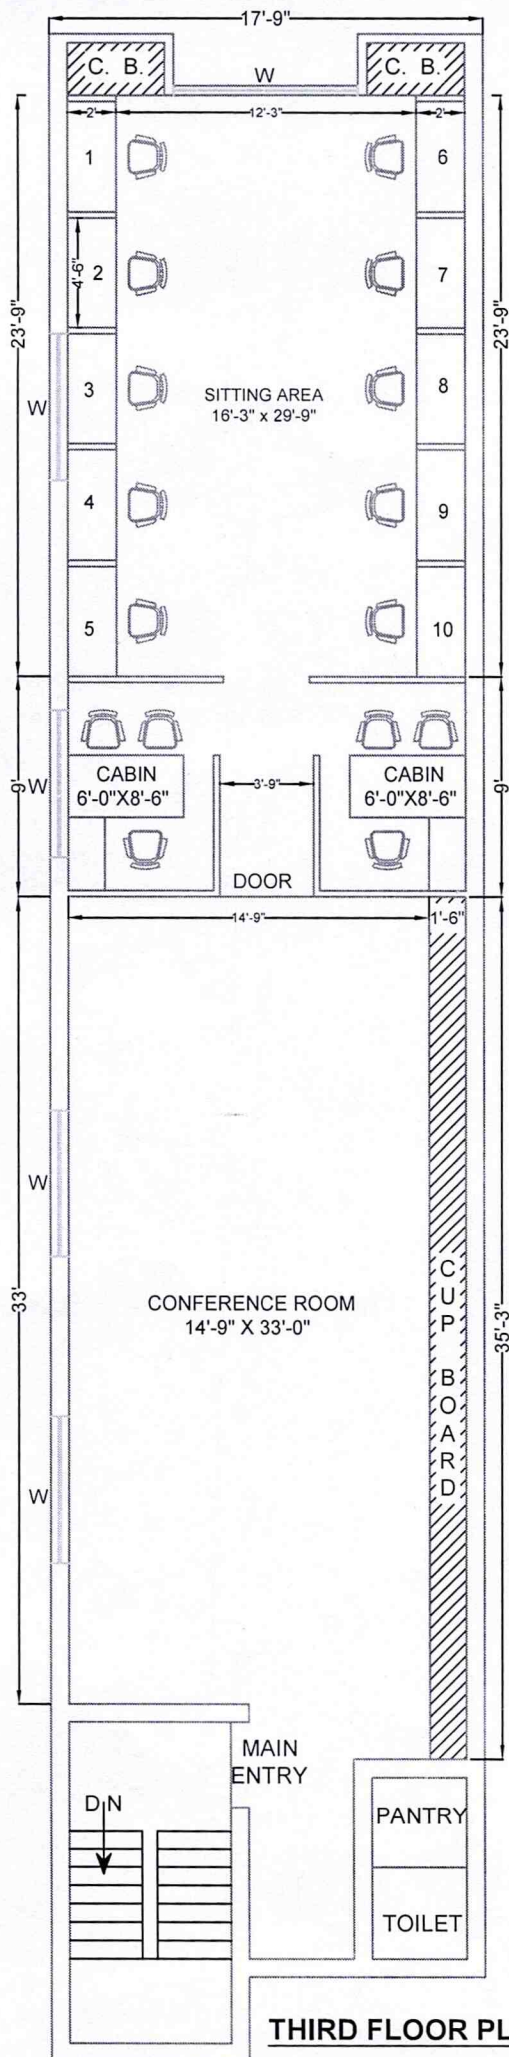 17'-9"
C. B.
C. B.
W
2'
12'-3"
2'
1
6
2
4'-6"
7
23'-9"
23'-9"
W
3
8
SITTING AREA
16'-3" x 29'-9"
4
9
5
10
CABIN
6'-0"X8'-6"
CABIN
6'-0"X8'-6"
9'
W
3'-9"
9'
DOOR
14'-9"
1'-6"
W
33'
CONFERENCE ROOM
14'-9" X 33'-0"
CUP BOARD
35'-3"
W
MAIN
ENTRY
DN
PANTRY
TOILET
THIRD FLOOR PL